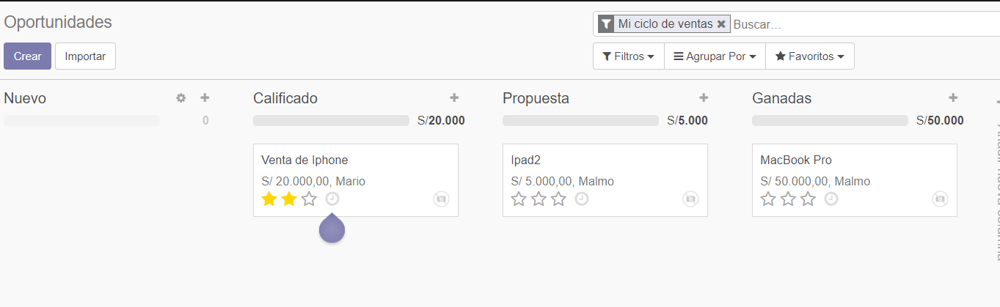 Oportunidades
Mi ciclo de ventas
Buscar...
Crear
Importar
Filtros
Agrupar Por
Favoritos
Nuevo
0
Calificado
S/20.000
Propuesta
S/5.000
Ganadas
S/50.000
Venta de Iphone
S/ 20.000,00, Mario
Ipad2
S/ 5.000,00, Malmo
MacBook Pro
S/ 50.000,00, Malmo